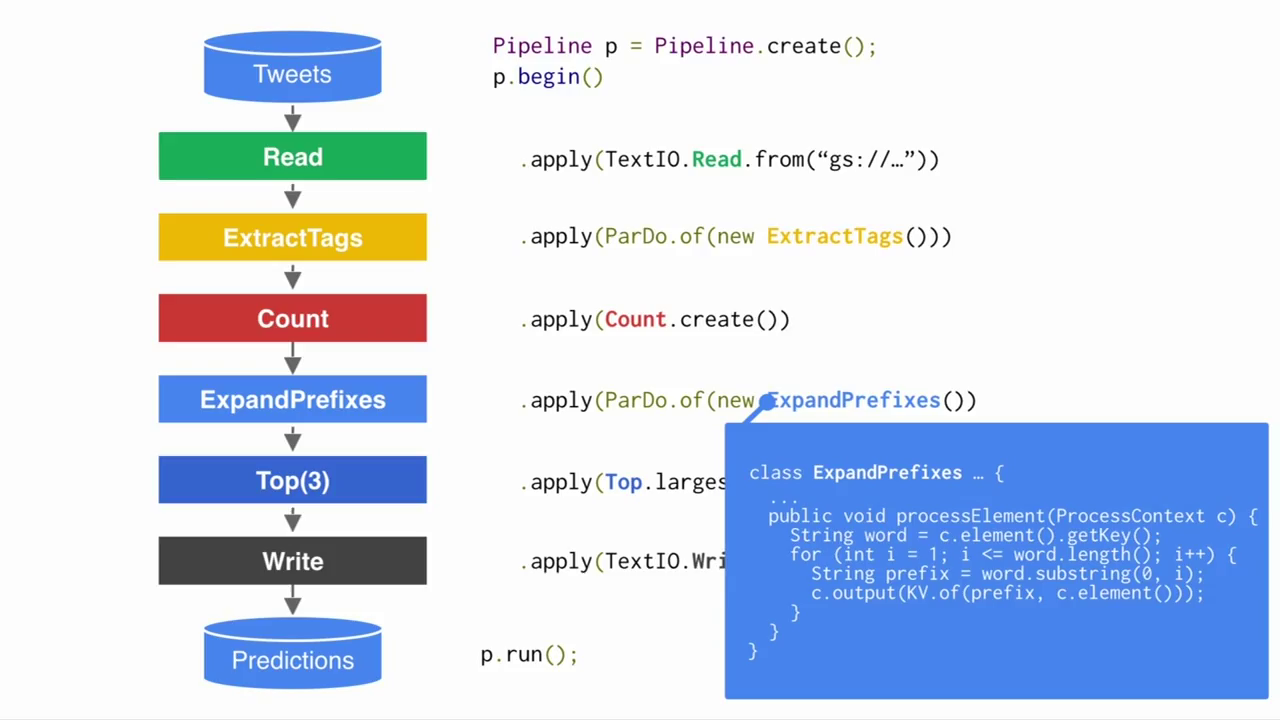 Tweets
Read
ExtractTags
Count
ExpandPrefixes
Top(3)
Write
Predictions
Pipeline p = Pipeline.create();
p.begin()
.apply(TextIO.Read.from(“gs://…”))
.apply(ParDo.of(new ExtractTags()))
.apply(Count.create())
.apply(ParDo.of(new ExpandPrefixes())
.apply(Top.larges
.apply(TextIO.Wri
p.run();
class ExpandPrefixes … {
...
public void processElement(ProcessContext c) {
String word = c.element().getKey();
for (int i = 1; i <= word.length(); i++) {
String prefix = word.substring(0, i);
c.output(KV.of(prefix, c.element()));
}
}
}